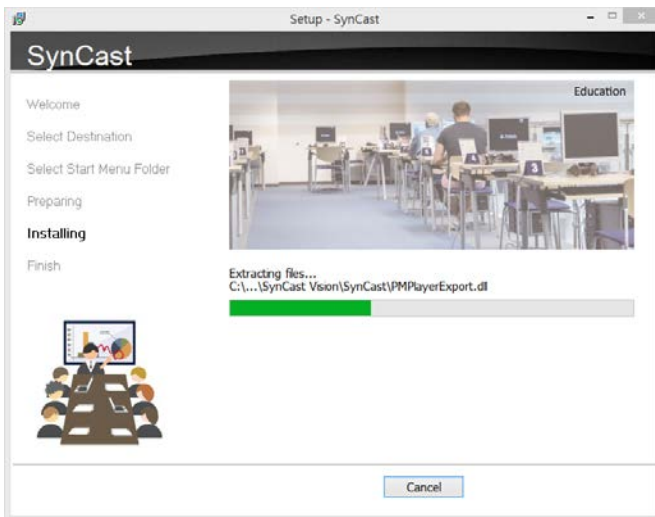 Setup - SynCast
SynCast
Welcome
Select Destination
Select Start Menu Folder
Preparing
Installing
Finish
Education
Extracting files...
C:\...\SynCast Vision\SynCast\PMPlayerExport.dll
Cancel